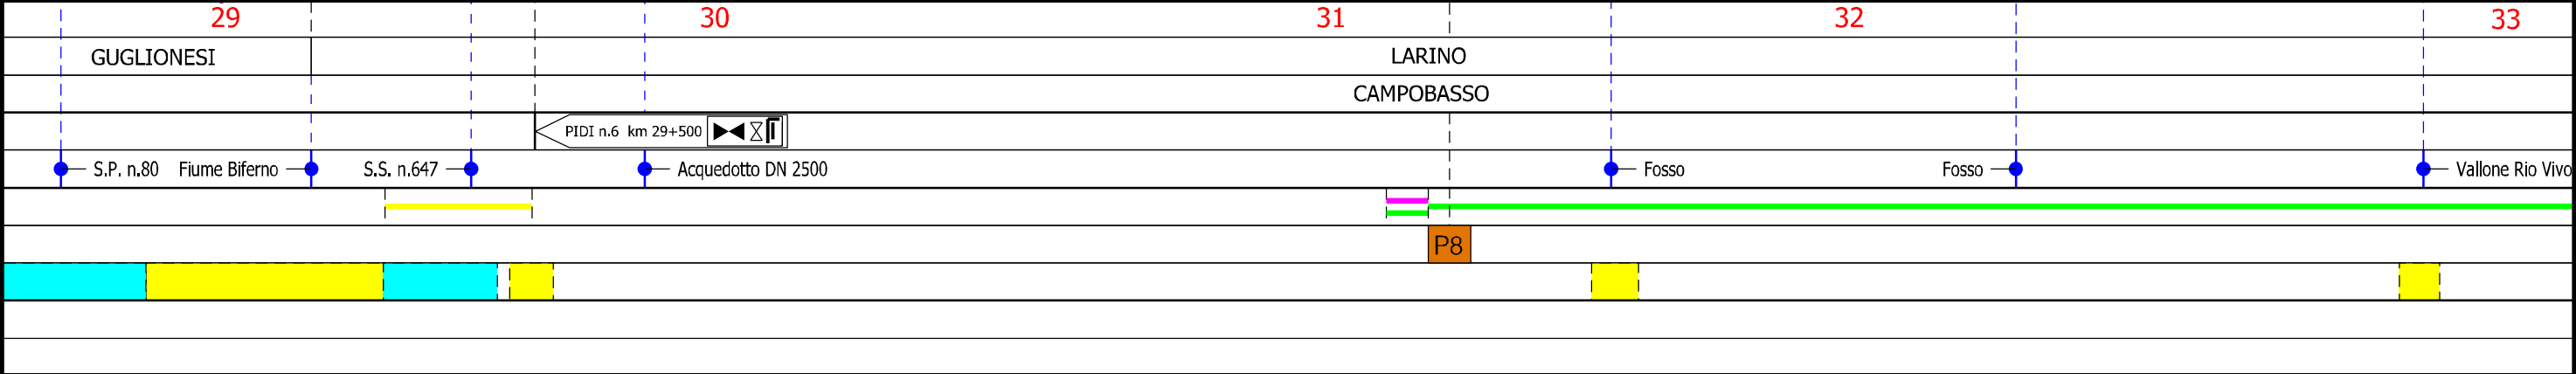 29 30 31 32 33
GUGLIONESI LARINO
CAMPOBASSO
PIDI n.6 km 29+500
S.P. n.80 Fiume Biferno S.S. n.647 Acquedotto DN 2500 Fosso Fosso Vallone Rio Vivo
P8